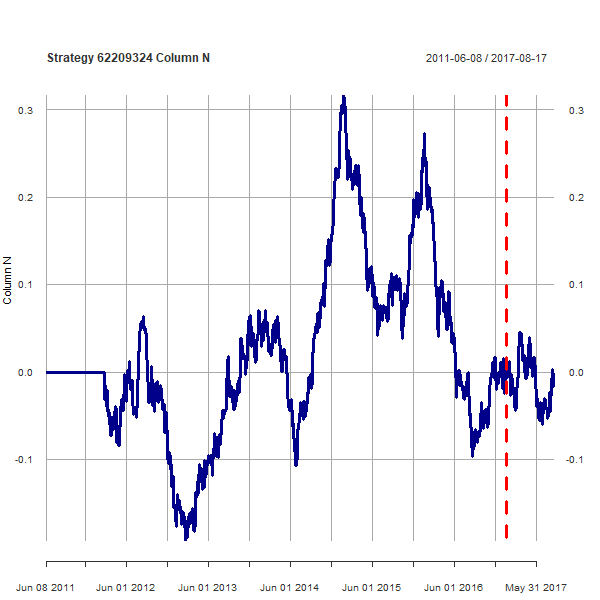 Strategy 62209324 Column N
2011-06-08 / 2017-08-17
0.3
0.3
0.2
0.2
0.1
0.1
0.0
0.0
-0.1
-0.1
Column N
Jun 08 2011
Jun 01 2012
Jun 01 2013
Jun 01 2014
Jun 01 2015
Jun 01 2016
May 31 2017